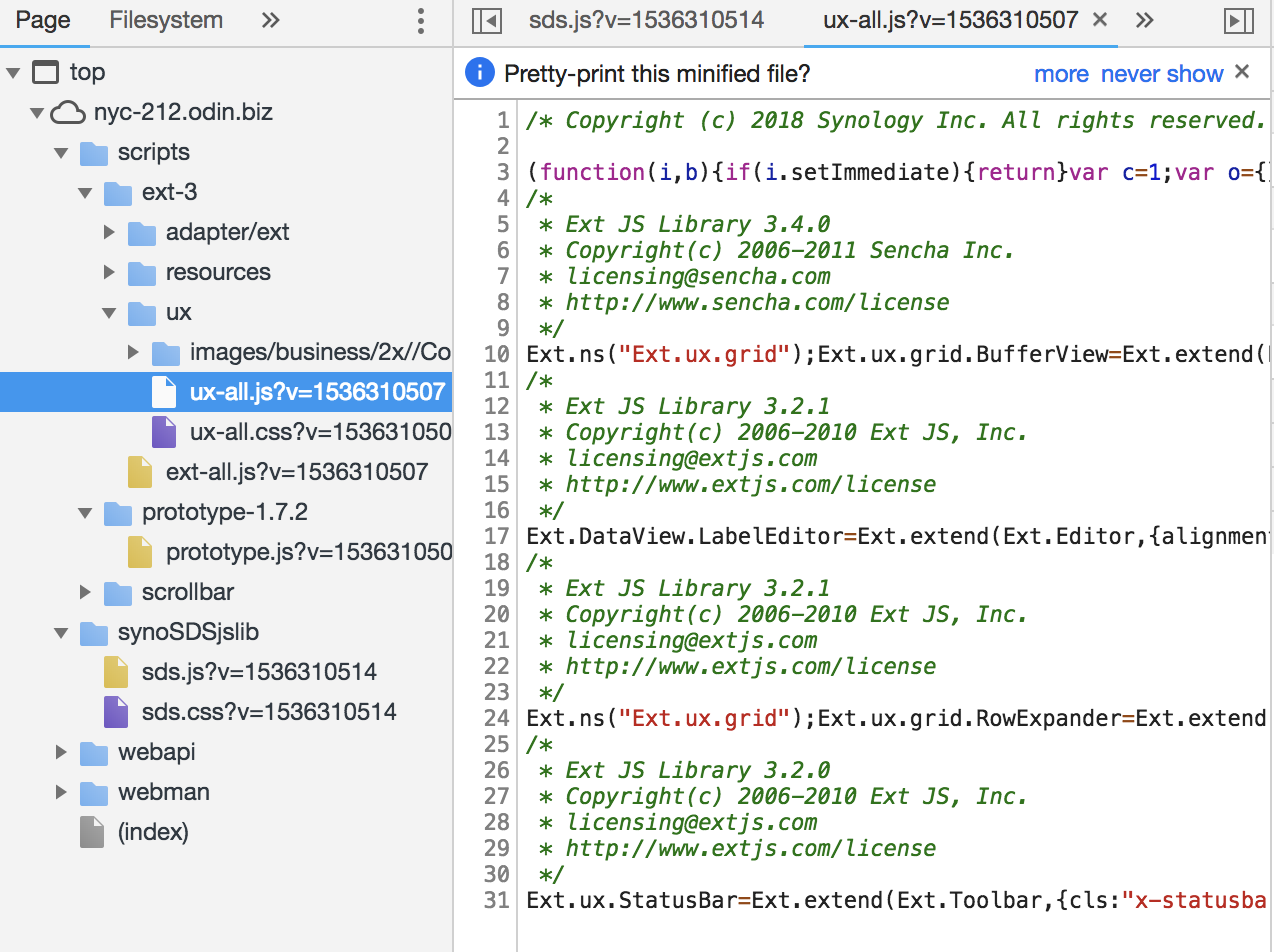 Page Filesystem »
top
nyc-212.odin.biz
scripts
ext-3
adapter/ext
resources
ux
images/business/2x//Co
ux-all.js?v=1536310507
ux-all.css?v=153631050
ext-all.js?v=1536310507
prototype-1.7.2
prototype.js?v=153631050
scrollbar
synoSDSjslib
sds.js?v=1536310514
sds.css?v=1536310514
webapi
webman
(index)
sds.js?v=1536310514 ux-all.js?v=1536310507 × »
i Pretty-print this minified file? more never show ×
1 /* Copyright (c) 2018 Synology Inc. All rights reserved.
2
3 (function(i,b){if(i.setImmediate){return}var c=1;var o={}
4 /*
5 * Ext JS Library 3.4.0
6 * Copyright(c) 2006-2011 Sencha Inc.
7 * licensing@sencha.com
8 * http://www.sencha.com/license
9 */
10 Ext.ns("Ext.ux.grid");Ext.ux.grid.BufferView=Ext.extend(
11 /*
12 * Ext JS Library 3.2.1
13 * Copyright(c) 2006-2010 Ext JS, Inc.
14 * licensing@extjs.com
15 * http://www.extjs.com/license
16 */
17 Ext.DataView.LabelEditor=Ext.extend(Ext.Editor,{alignmen
18 /*
19 * Ext JS Library 3.2.1
20 * Copyright(c) 2006-2010 Ext JS, Inc.
21 * licensing@extjs.com
22 * http://www.extjs.com/license
23 */
24 Ext.ns("Ext.ux.grid");Ext.ux.grid.RowExpander=Ext.extend
25 /*
26 * Ext JS Library 3.2.0
27 * Copyright(c) 2006-2010 Ext JS, Inc.
28 * licensing@extjs.com
29 * http://www.extjs.com/license
30 */
31 Ext.ux.StatusBar=Ext.extend(Ext.Toolbar,{cls:"x-statusba